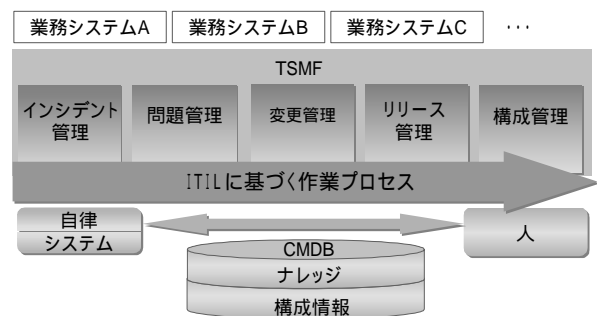 業務システムA
業務システムB
業務システムC
･･･
TSMF
インシデント
管理
問題管理
変更管理
リリース
管理
構成管理
ITILに基づく作業プロセス
自律
システム
人
CMDB
ナレッジ
構成情報